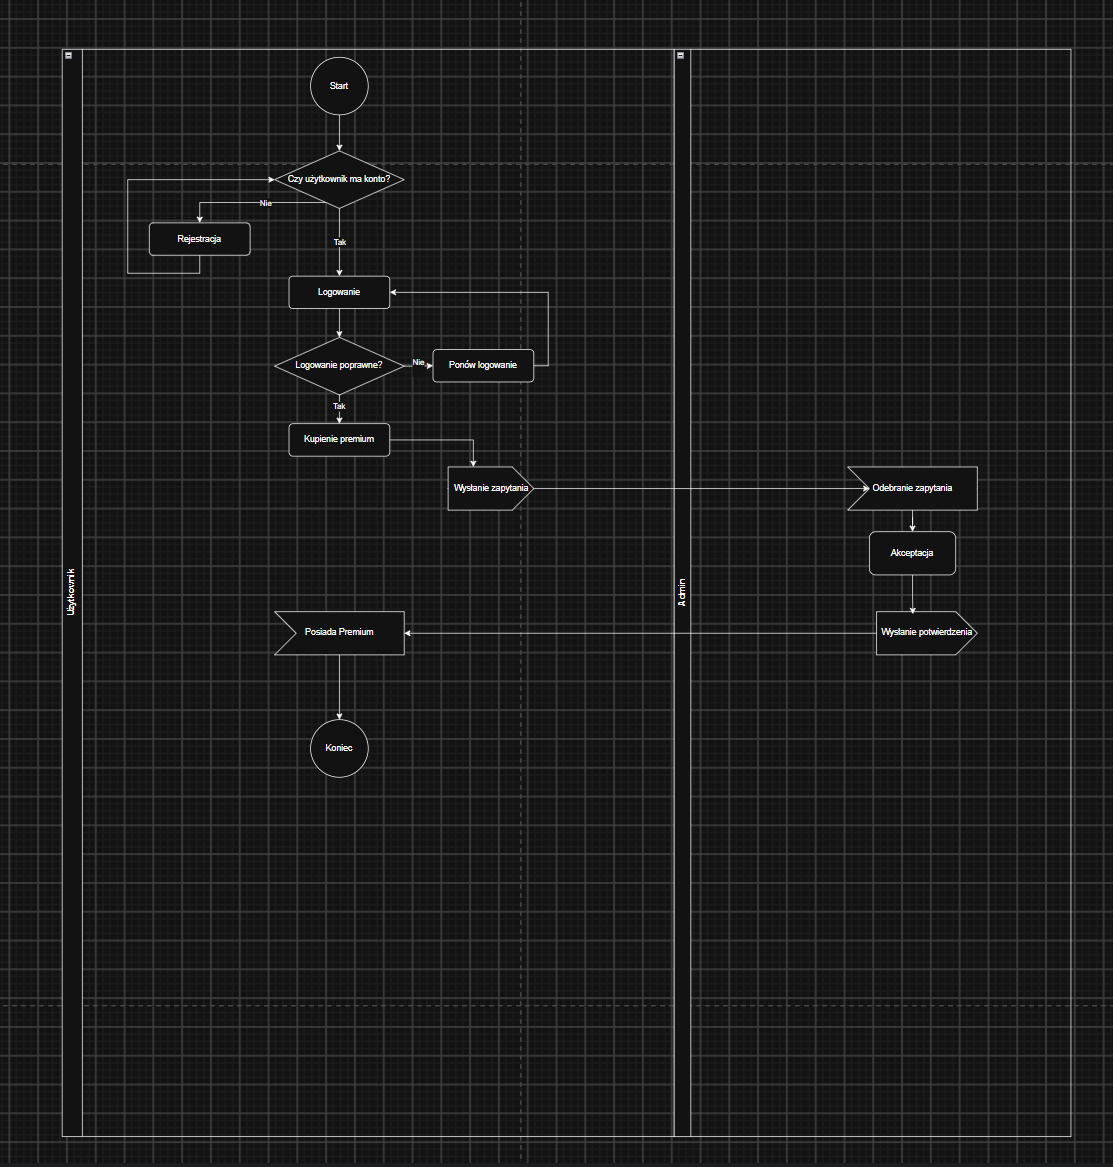 Start
Czy użytkownik ma konto?
Nie
Rejestracja
Tak
Logowanie
Logowanie poprawne?
Nie
Ponów logowanie
Tak
Kupienie premium
Wysłanie zapytania
Odebranie zapytania
Akceptacja
Użytkownik
Admin
Posiada Premium
Wysłanie potwierdzenia
Koniec